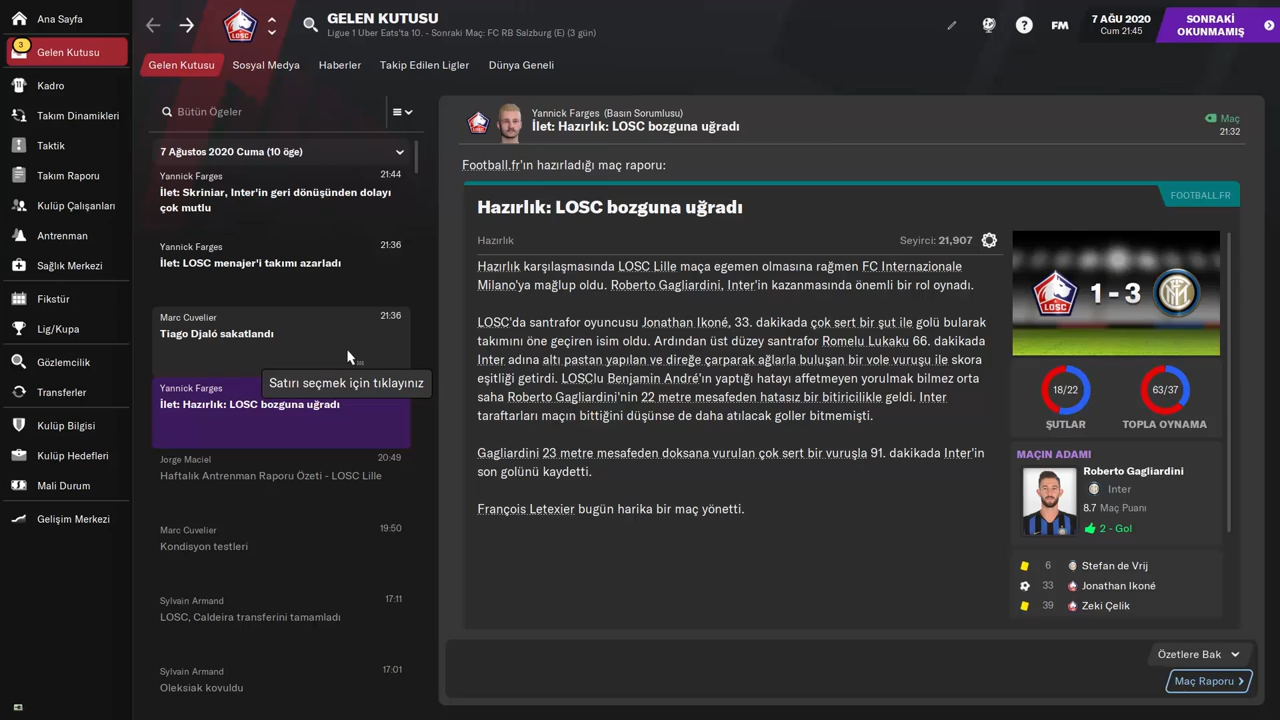 Ana Sayfa
3
Gelen Kutusu
Kadro
Takım Dinamikleri
Taktik
Takım Raporu
Kulüp Çalışanları
Antrenman
Sağlık Merkezi
Fikstür
Lig/Kupa
Gözlemcilik
Transferler
Kulüp Bilgisi
Kulüp Hedefleri
Mali Durum
Gelişim Merkezi
GELEN KUTUSU
Ligue 1 Uber Eats'ta 10. - Sonraki Maç: FC RB Salzburg (E) (3 gün)
FM
7 AĞU 2020
Cum 21:45
SONRAKİ
OKUNMAMIŞ
Gelen Kutusu
Sosyal Medya
Haberler
Takip Edilen Ligler
Dünya Geneli
Bütün Ögeler
7 Ağustos 2020 Cuma (10 öge)
Yannick Farges 21:44
İlet: Skriniar, Inter'in geri dönüşünden dolayı
çok mutlu
Yannick Farges 21:36
İlet: LOSC menajer'i takımı azarladı
Marc Cuvelier 21:36
Tiago Djaló sakatlandı
Satırı seçmek için tıklayınız
Yannick Farges
İlet: Hazırlık: LOSC bozguna uğradı
Jorge Maciel 20:49
Haftalık Antrenman Raporu Özeti - LOSC Lille
Marc Cuvelier 19:50
Kondisyon testleri
Sylvain Armand 17:11
LOSC, Caldeira transferini tamamladı
Sylvain Armand 17:01
Oleksiak kovuldu
Yannick Farges (Basın Sorumlusu)
İlet: Hazırlık: LOSC bozguna uğradı
Maç
21:32
Football.fr'ın hazırladığı maç raporu:
FOOTBALL.FR
Hazırlık: LOSC bozguna uğradı
Hazırlık
Seyirci: 21,907
Hazırlık karşılaşmasında LOSC Lille maça egemen olmasına rağmen FC Internazionale
Milano'ya mağlup oldu. Roberto Gagliardini, Inter'in kazanmasında önemli bir rol oynadı.
LOSC'da santrafor oyuncusu Jonathan Ikoné, 33. dakikada çok sert bir şut ile golü bularak
takımını öne geçiren isim oldu. Ardından üst düzey santrafor Romelu Lukaku 66. dakikada
Inter adına altı pastan yapılan ve direğe çarparak ağlarla buluşan bir vole vuruşu ile skora
eşitliği getirdi. LOSClu Benjamin André'ın yaptığı hatayı affetmeyen yorulmak bilmez orta
saha Roberto Gagliardini'nin 22 metre mesafeden hatasız bir bitiricilikle geldi. Inter
taraftarları maçın bittiğini düşünse de daha atılacak goller bitmemişti.
Gagliardini 23 metre mesafeden doksana vurulan çok sert bir vuruşla 91. dakikada Inter'in
son golünü kaydetti.
François Letexier bugün harika bir maç yönetti.
LOSC
1 - 3
18/22
63/37
ŞUTLAR
TOPLA OYNAMA
MAÇIN ADAMI
Roberto Gagliardini
Inter
8.7 Maç Puanı
2 - Gol
6 Stefan de Vrij
33 Jonathan Ikoné
39 Zeki Çelik
Özetlere Bak
Maç Raporu